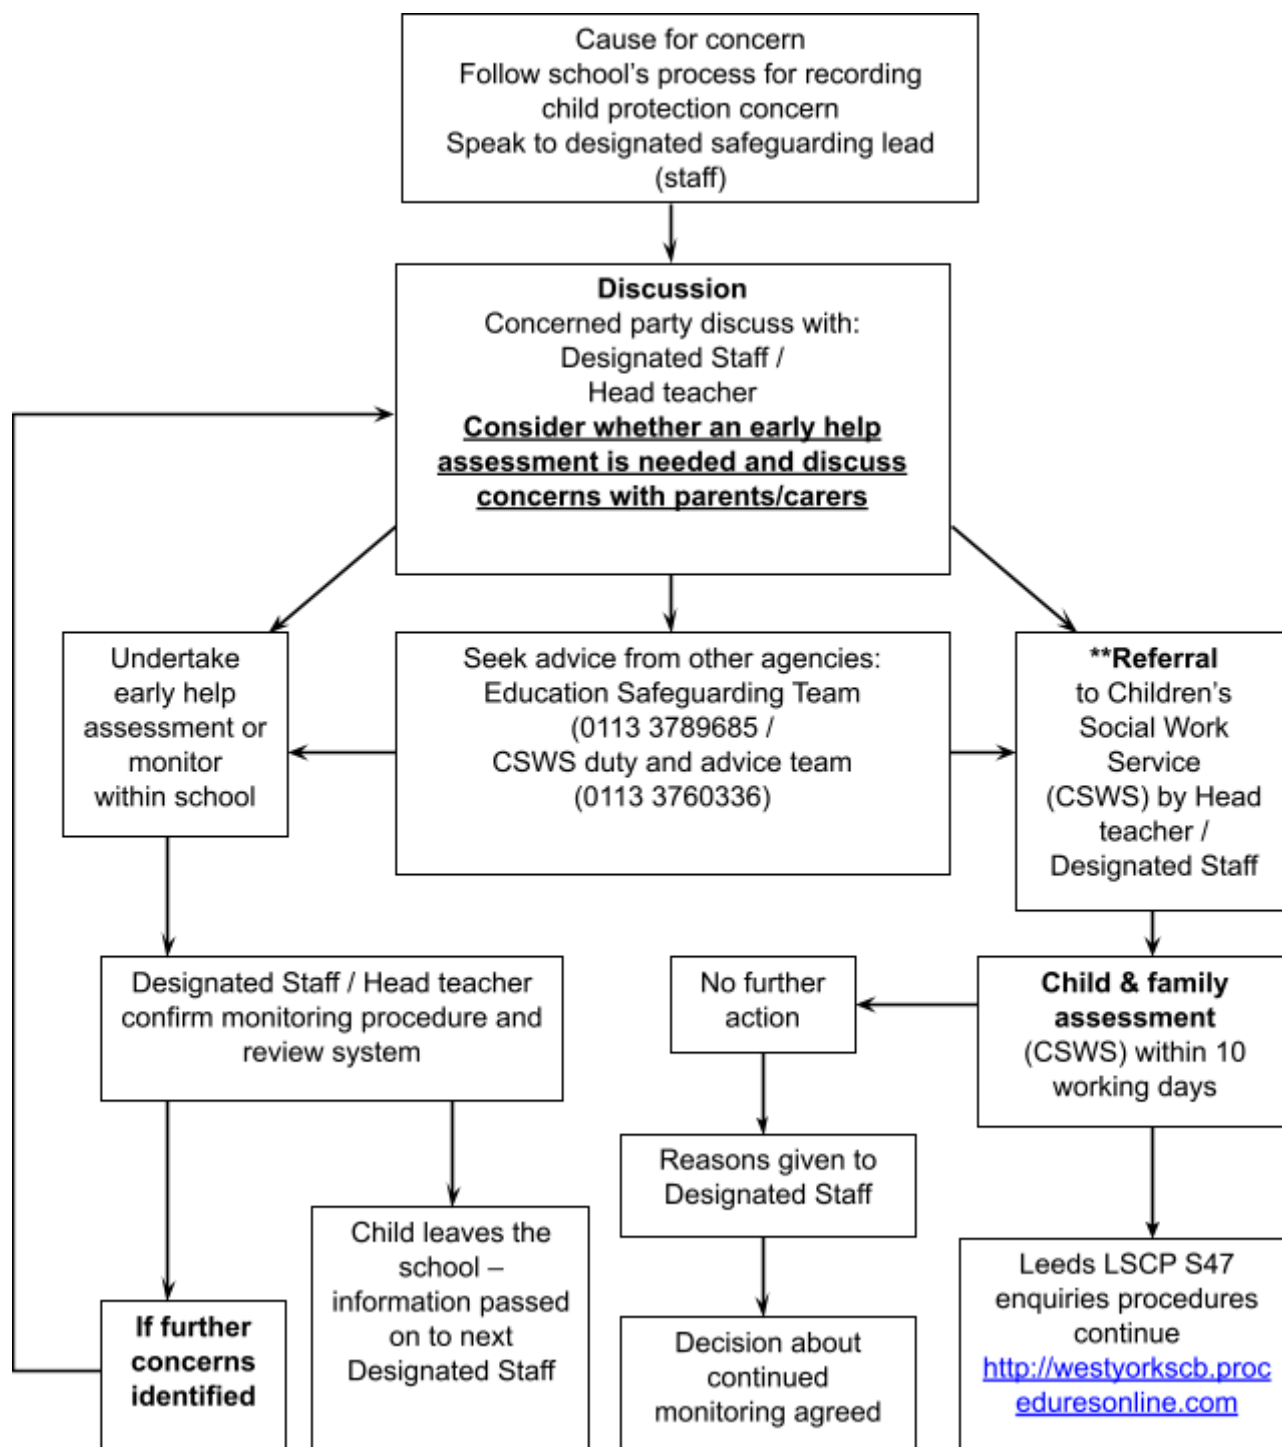 Cause for concern
Follow school's process for recording
child protection concern
Speak to designated safeguarding lead
(staff)
Discussion
Concerned party discuss with:
Designated Staff /
Head teacher
Consider whether an early help
assessment is needed and discuss
concerns with parents/carers
Undertake
early help
assessment or
monitor
within school
Seek advice from other agencies:
Education Safeguarding Team
(0113 3789685 /
CSWS duty and advice team
(0113 3760336)
**Referral
to Children's
Social Work
Service
(CSWS) by Head
teacher /
Designated Staff
Designated Staff / Head teacher
confirm monitoring procedure and
review system
No further
action
Child & family
assessment
(CSWS) within 10
working days
Reasons given to
Designated Staff
If further
concerns
identified
Child leaves the
school –
information passed
on to next
Designated Staff
Decision about
continued
monitoring agreed
Leeds LSCP S47
enquiries procedures
continue
http://westyorkscb.proc
eduresonline.com